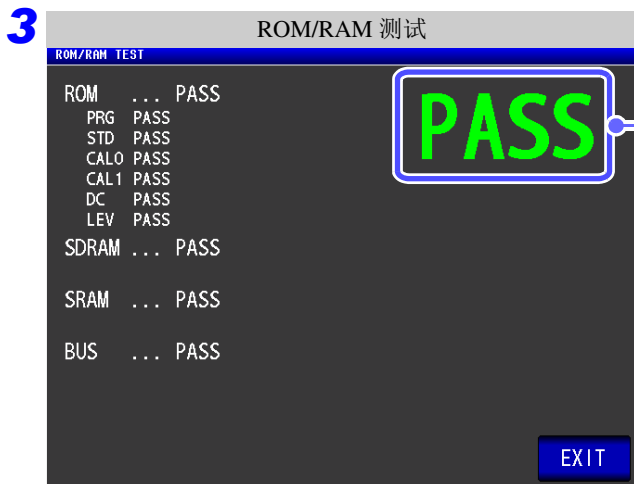 3
ROM/RAM 测试
ROM/RAM TEST
ROM ... PASS
PRG PASS
STD PASS
CAL0 PASS
CAL1 PASS
DC PASS
LEV PASS
SDRAM ... PASS
SRAM ... PASS
BUS ... PASS
PASS
EXIT